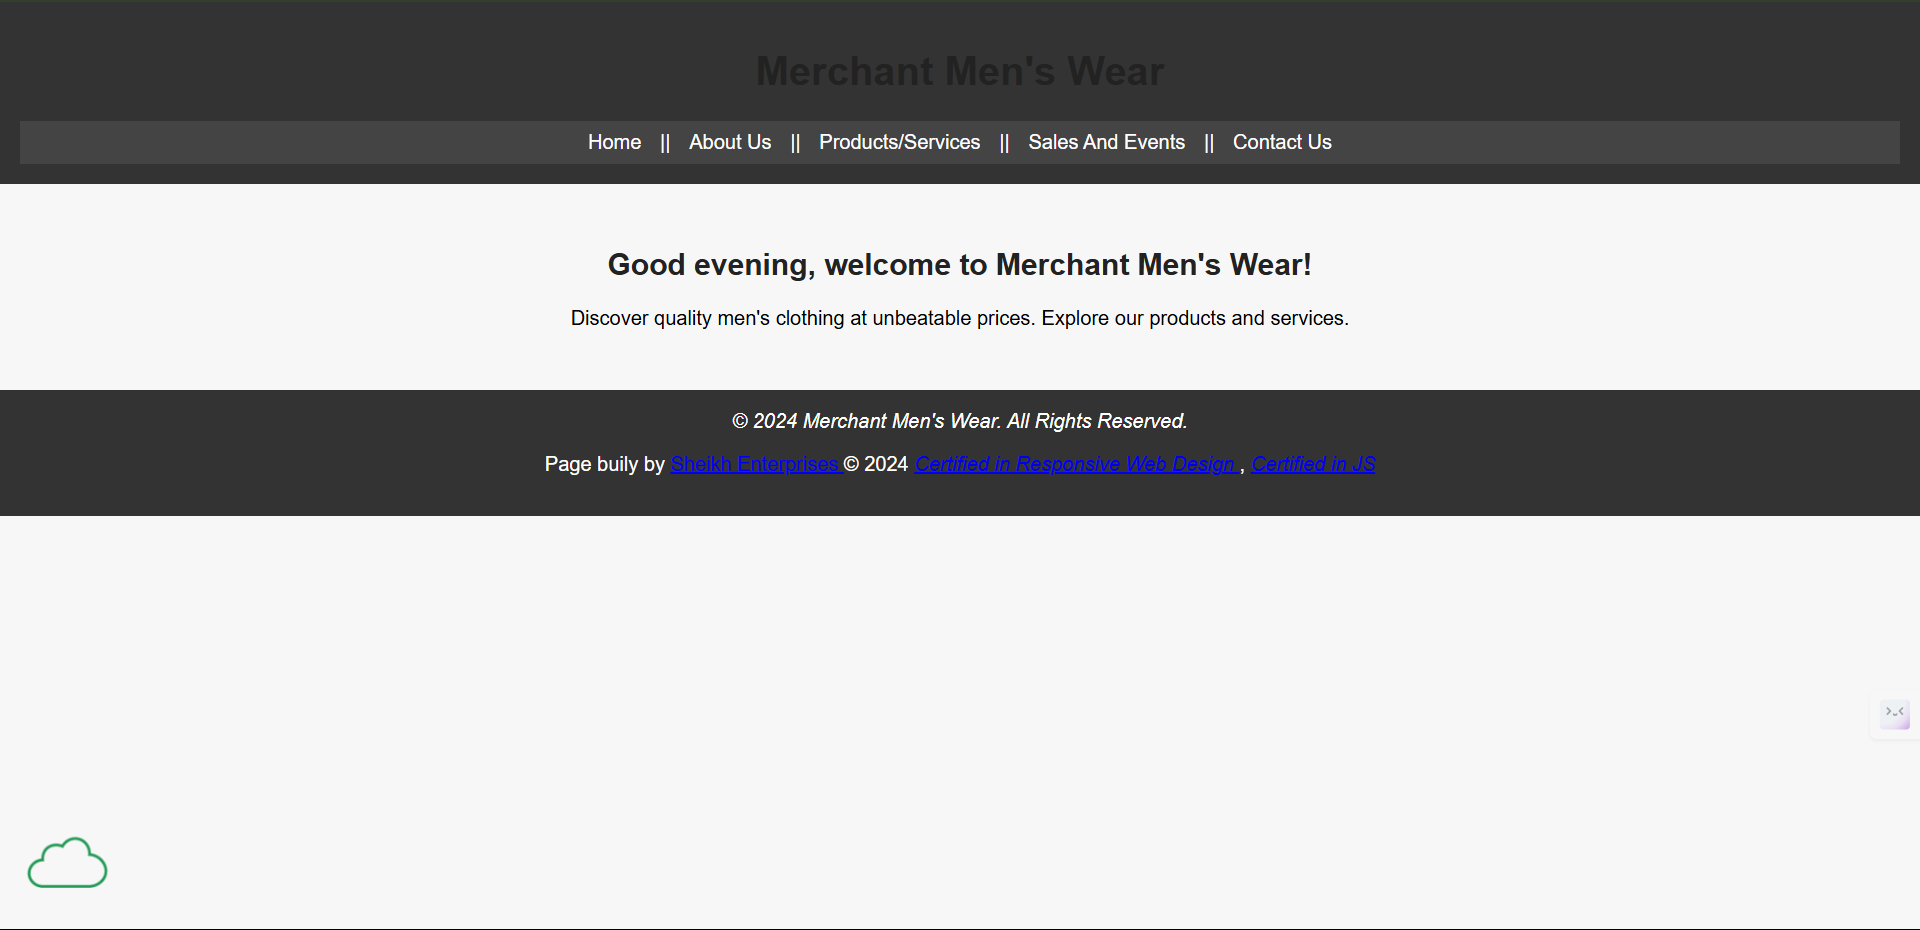 Merchant Men's Wear
Home || About Us || Products/Services || Sales And Events || Contact Us
Good evening, welcome to Merchant Men's Wear!
Discover quality men's clothing at unbeatable prices. Explore our products and services.
© 2024 Merchant Men's Wear. All Rights Reserved.
Page buily by Sheikh Enterprises © 2024 Certified in Responsive Web Design , Certified in JS